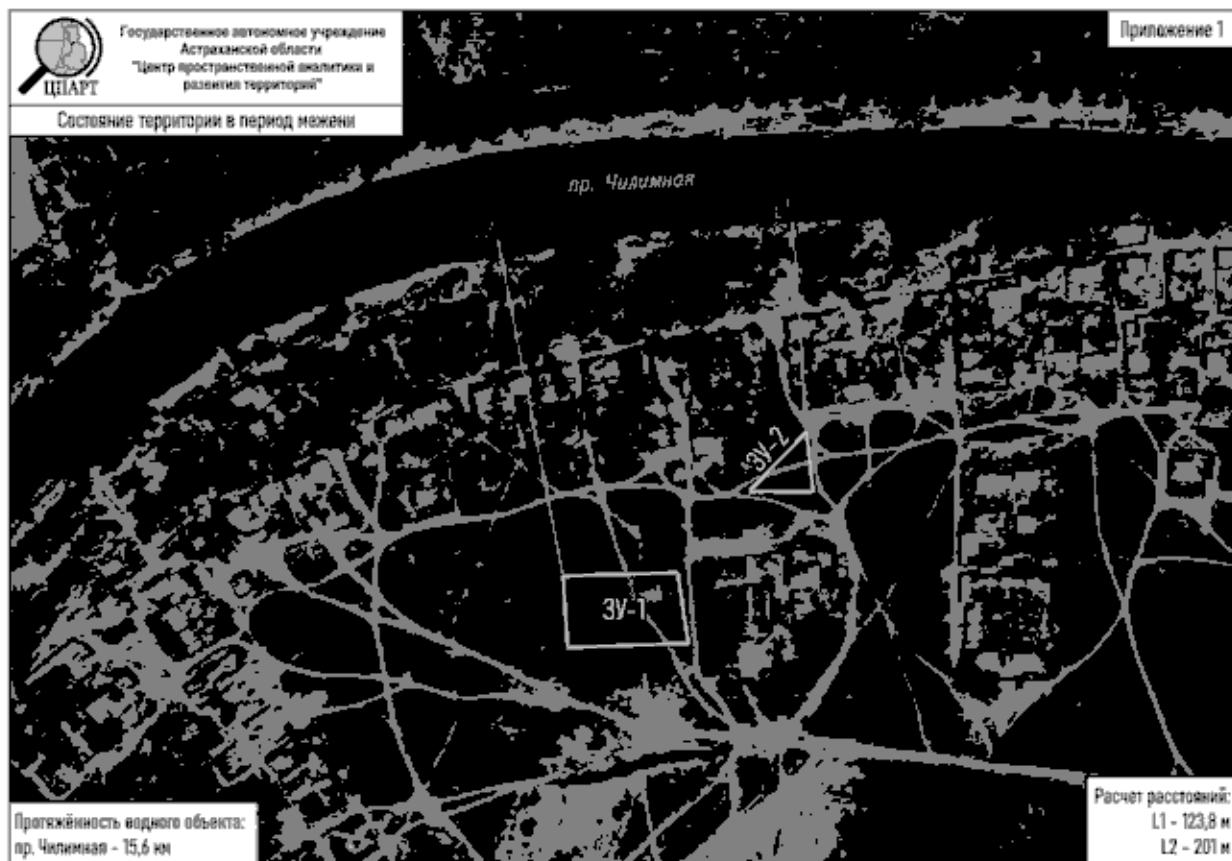 Государственное автономное учреждение
Астраханской области
"Центр пространственной аналитики и
развития территорий"
ЦПАРТ
Состояние территории в период межени
Приложение 1
пр. Чилимная
ЗУ-2
ЗУ-1
Протяжённость водного объекта:
пр. Чилимная - 15,6 км
Расчет расстояний:
L1 - 123,8 м
L2 - 201 м